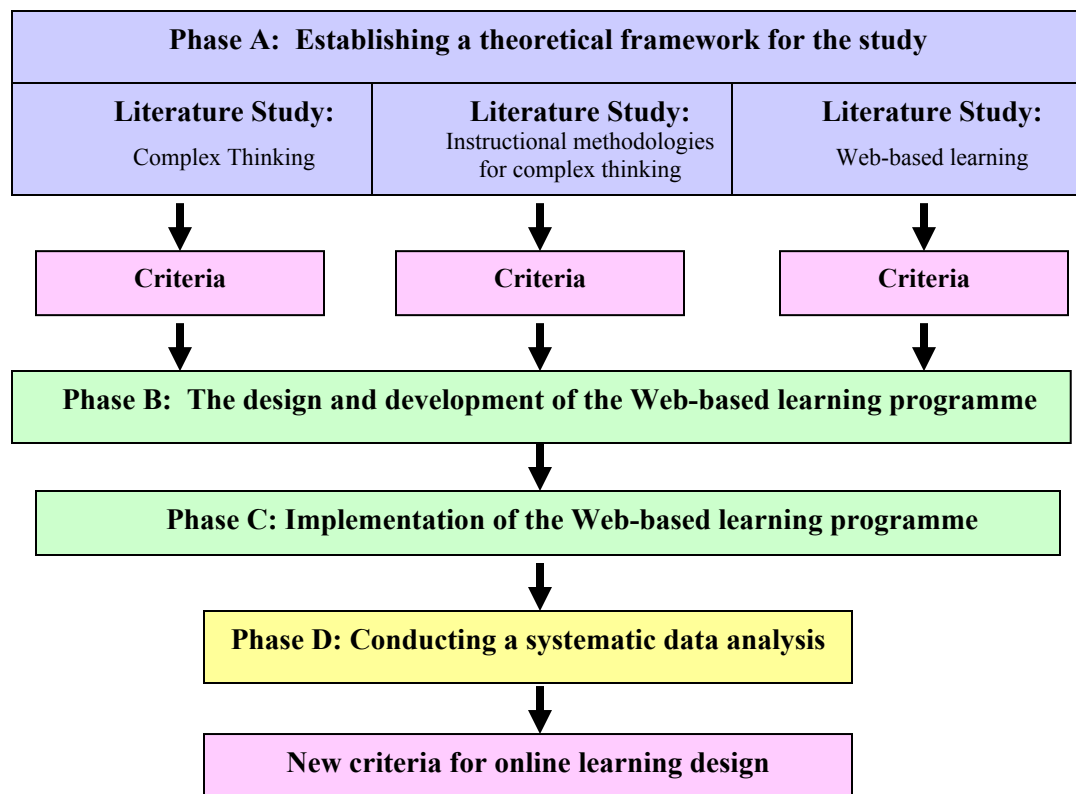 Phase A: Establishing a theoretical framework for the study
Literature Study:
Complex Thinking
Literature Study:
Instructional methodologies
for complex thinking
Literature Study:
Web-based learning
Criteria
Criteria
Criteria
Phase B: The design and development of the Web-based learning programme
Phase C: Implementation of the Web-based learning programme
Phase D: Conducting a systematic data analysis
New criteria for online learning design